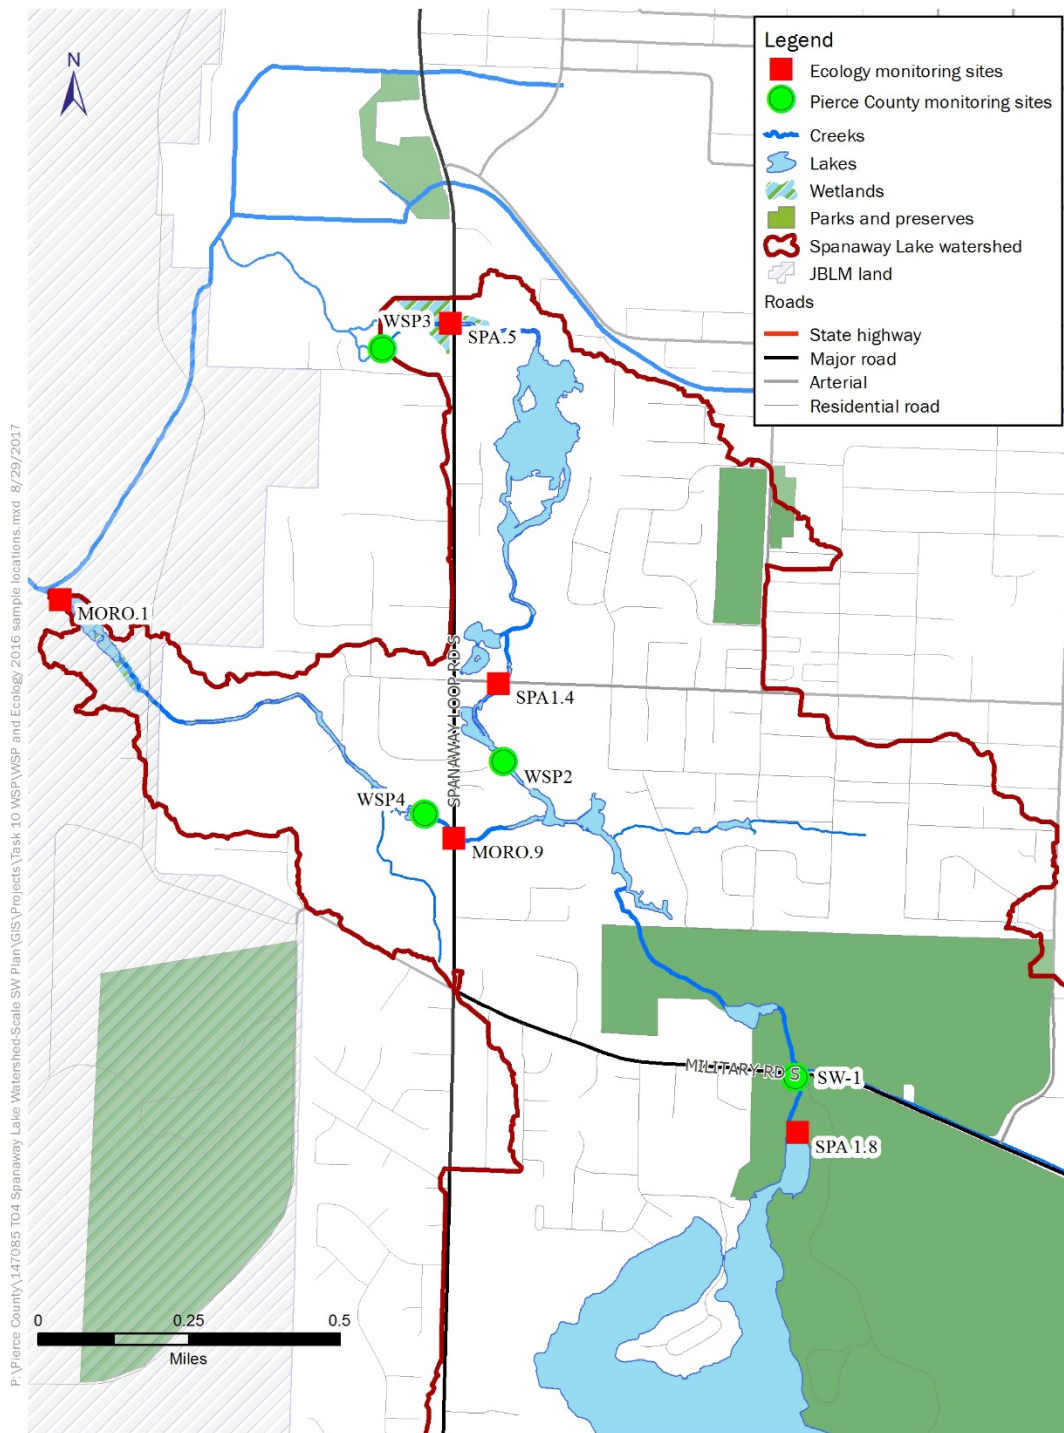 Legend
Ecology monitoring sites
Pierce County monitoring sites
Creeks
Lakes
Wetlands
Parks and preserves
Spanaway Lake watershed
JBLM land
Roads
State highway
Major road
Arterial
Residential road
N
WSP3
SPA.5
MORO.1
SPANAWAY LOOP RD S
SPA1.4
WSP2
WSP4
MORO.9
MILITARY RD S
SW-1
SPA 1.8
0 0.25 0.5
Miles
P:\Pierce County\147085 T04 Spanaway Lake Watershed-Scale SW Plan\GIS\Projects\Task 10 WSP\WSP and Ecology 2016 sample locations.mxd 8/29/2017